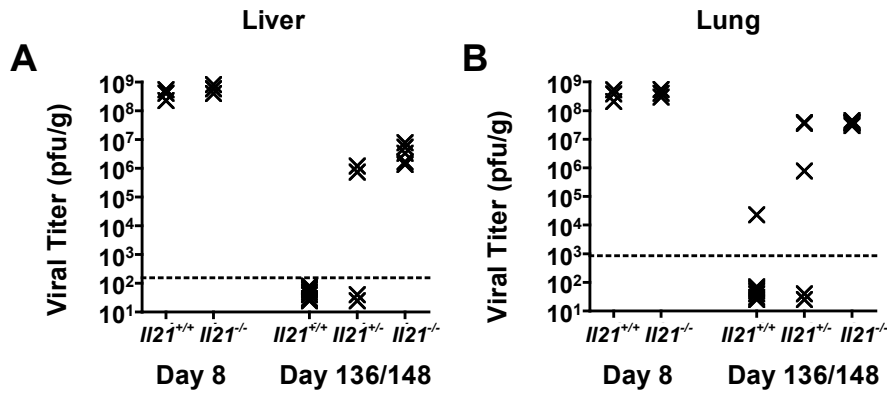 Liver
A
Viral Titer (pfu/g)
10⁹
10⁸
10⁷
10⁶
10⁵
10⁴
10³
10²
10¹
Il21+/+ Il21-/- Il21+/+ Il21+/- Il21-/-
Day 8 Day 136/148
Lung
B
Viral Titer (pfu/g)
10⁹
10⁸
10⁷
10⁶
10⁵
10⁴
10³
10²
10¹
Il21+/+ Il21-/- Il21+/+ Il21+/- Il21-/-
Day 8 Day 136/148